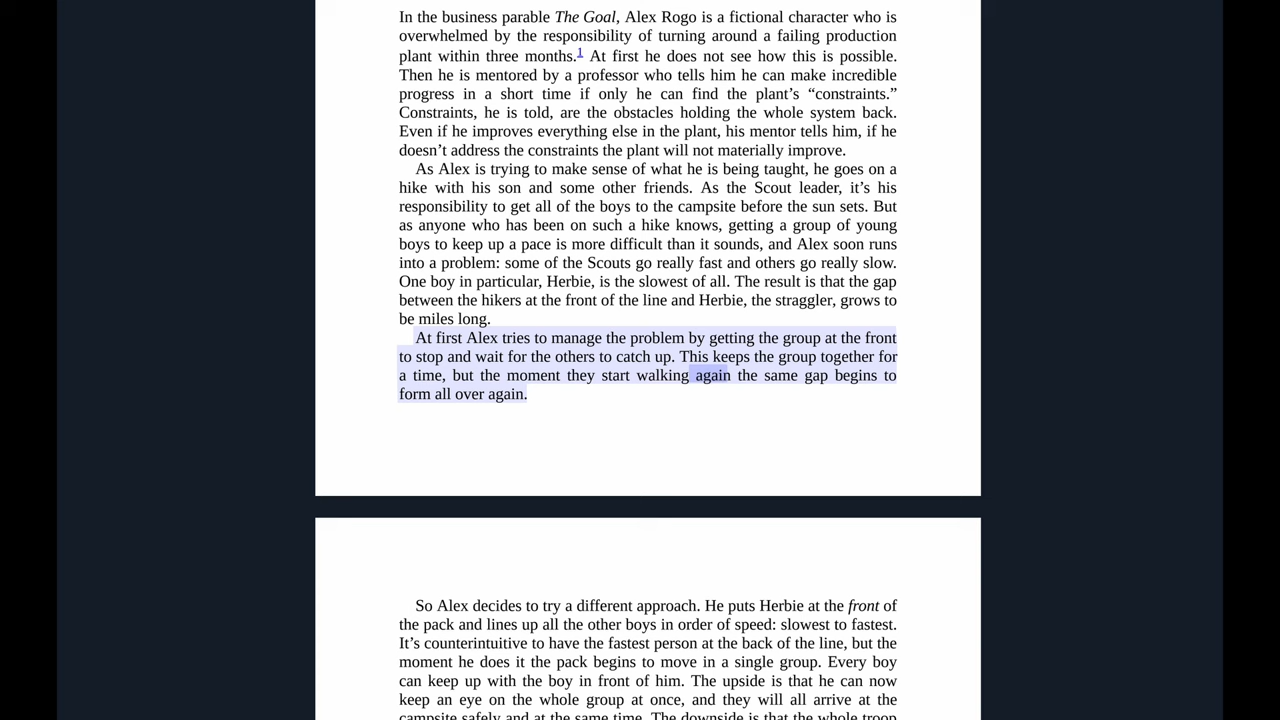 In the business parable The Goal, Alex Rogo is a fictional character who is
overwhelmed by the responsibility of turning around a failing production
plant within three months.1 At first he does not see how this is possible.
Then he is mentored by a professor who tells him he can make incredible
progress in a short time if only he can find the plant’s “constraints.”
Constraints, he is told, are the obstacles holding the whole system back.
Even if he improves everything else in the plant, his mentor tells him, if he
doesn’t address the constraints the plant will not materially improve.
As Alex is trying to make sense of what he is being taught, he goes on a
hike with his son and some other friends. As the Scout leader, it’s his
responsibility to get all of the boys to the campsite before the sun sets. But
as anyone who has been on such a hike knows, getting a group of young
boys to keep up a pace is more difficult than it sounds, and Alex soon runs
into a problem: some of the Scouts go really fast and others go really slow.
One boy in particular, Herbie, is the slowest of all. The result is that the gap
between the hikers at the front of the line and Herbie, the straggler, grows to
be miles long.
At first Alex tries to manage the problem by getting the group at the front
to stop and wait for the others to catch up. This keeps the group together for
a time, but the moment they start walking again the same gap begins to
form all over again.
So Alex decides to try a different approach. He puts Herbie at the front of
the pack and lines up all the other boys in order of speed: slowest to fastest.
It’s counterintuitive to have the fastest person at the back of the line, but the
moment he does it the pack begins to move in a single group. Every boy
can keep up with the boy in front of him. The upside is that he can now
keep an eye on the whole group at once, and they will all arrive at the
campsite safely and at the same time. The downside is that the whole troop